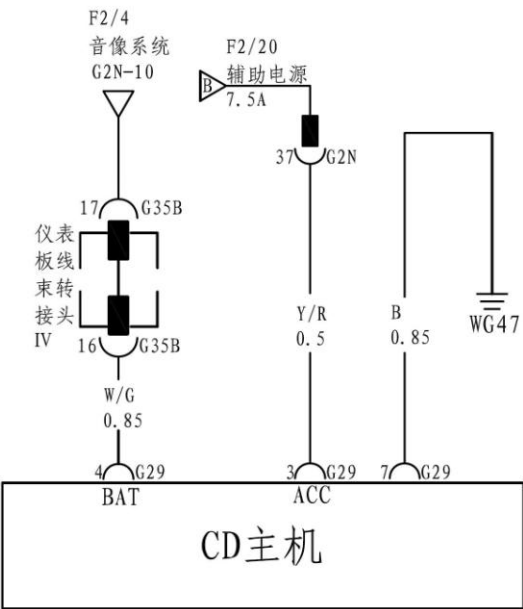 F2/4
音像系统
G2N-10
F2/20
辅助电源
B
7.5A
37 G2N
17 G35B
仪表
板线
束转
接头
IV
16 G35B
W/G
0.85
Y/R
0.5
B
0.85
WG47
4 G29
3 G29
7 G29
BAT
ACC
CD主机